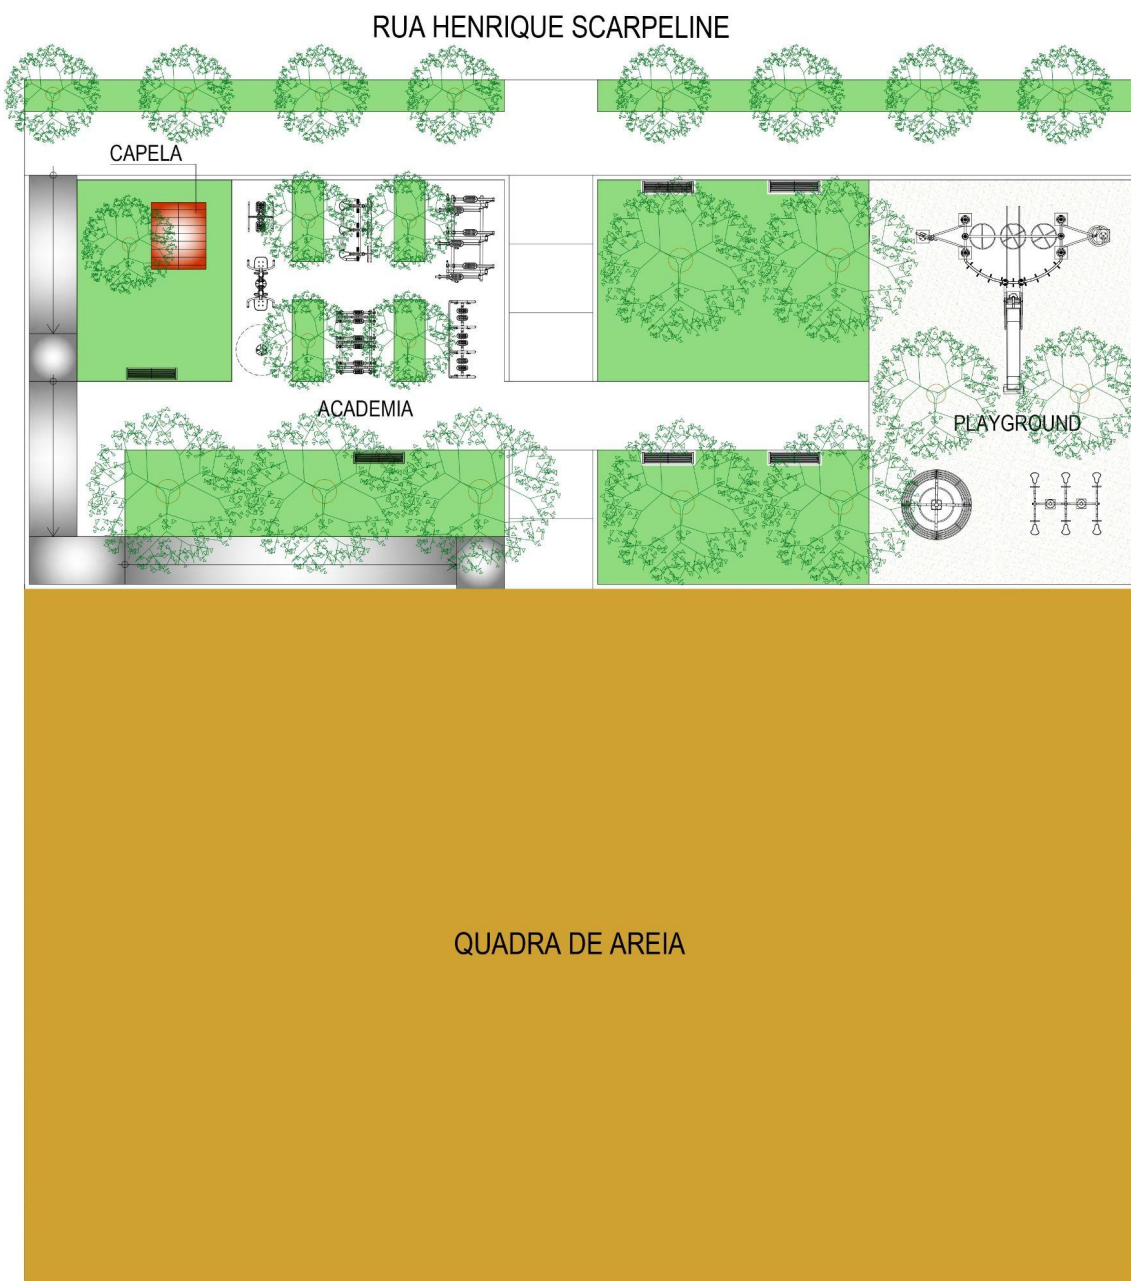 RUA HENRIQUE SCARPELINE
CAPELA
ACADEMIA
PLAYGROUND
QUADRA DE AREIA